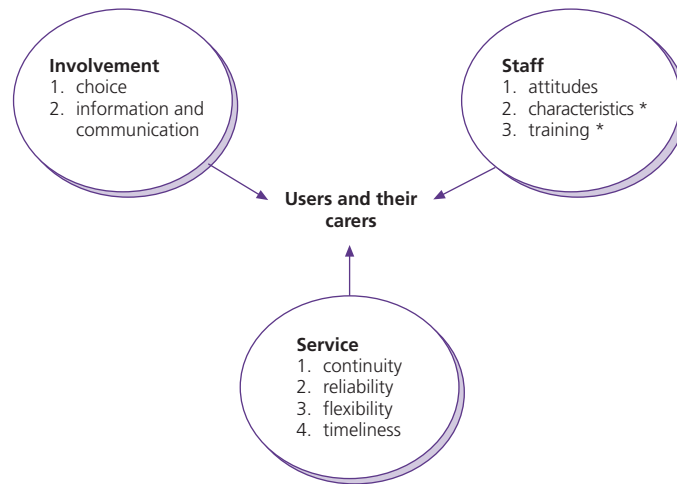 Involvement
1. choice
2. information and
communication
Staff
1. attitudes
2. characteristics *
3. training *
Users and their
carers
Service
1. continuity
2. reliability
3. flexibility
4. timeliness